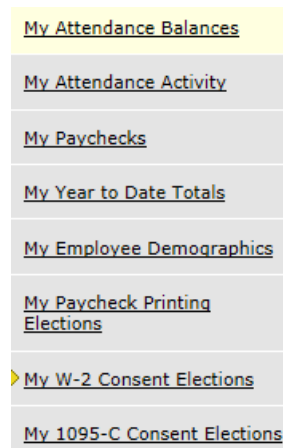 My Attendance Balances
My Attendance Activity
My Paychecks
My Year to Date Totals
My Employee Demographics
My Paycheck Printing
Elections
My W-2 Consent Elections
My 1095-C Consent Elections